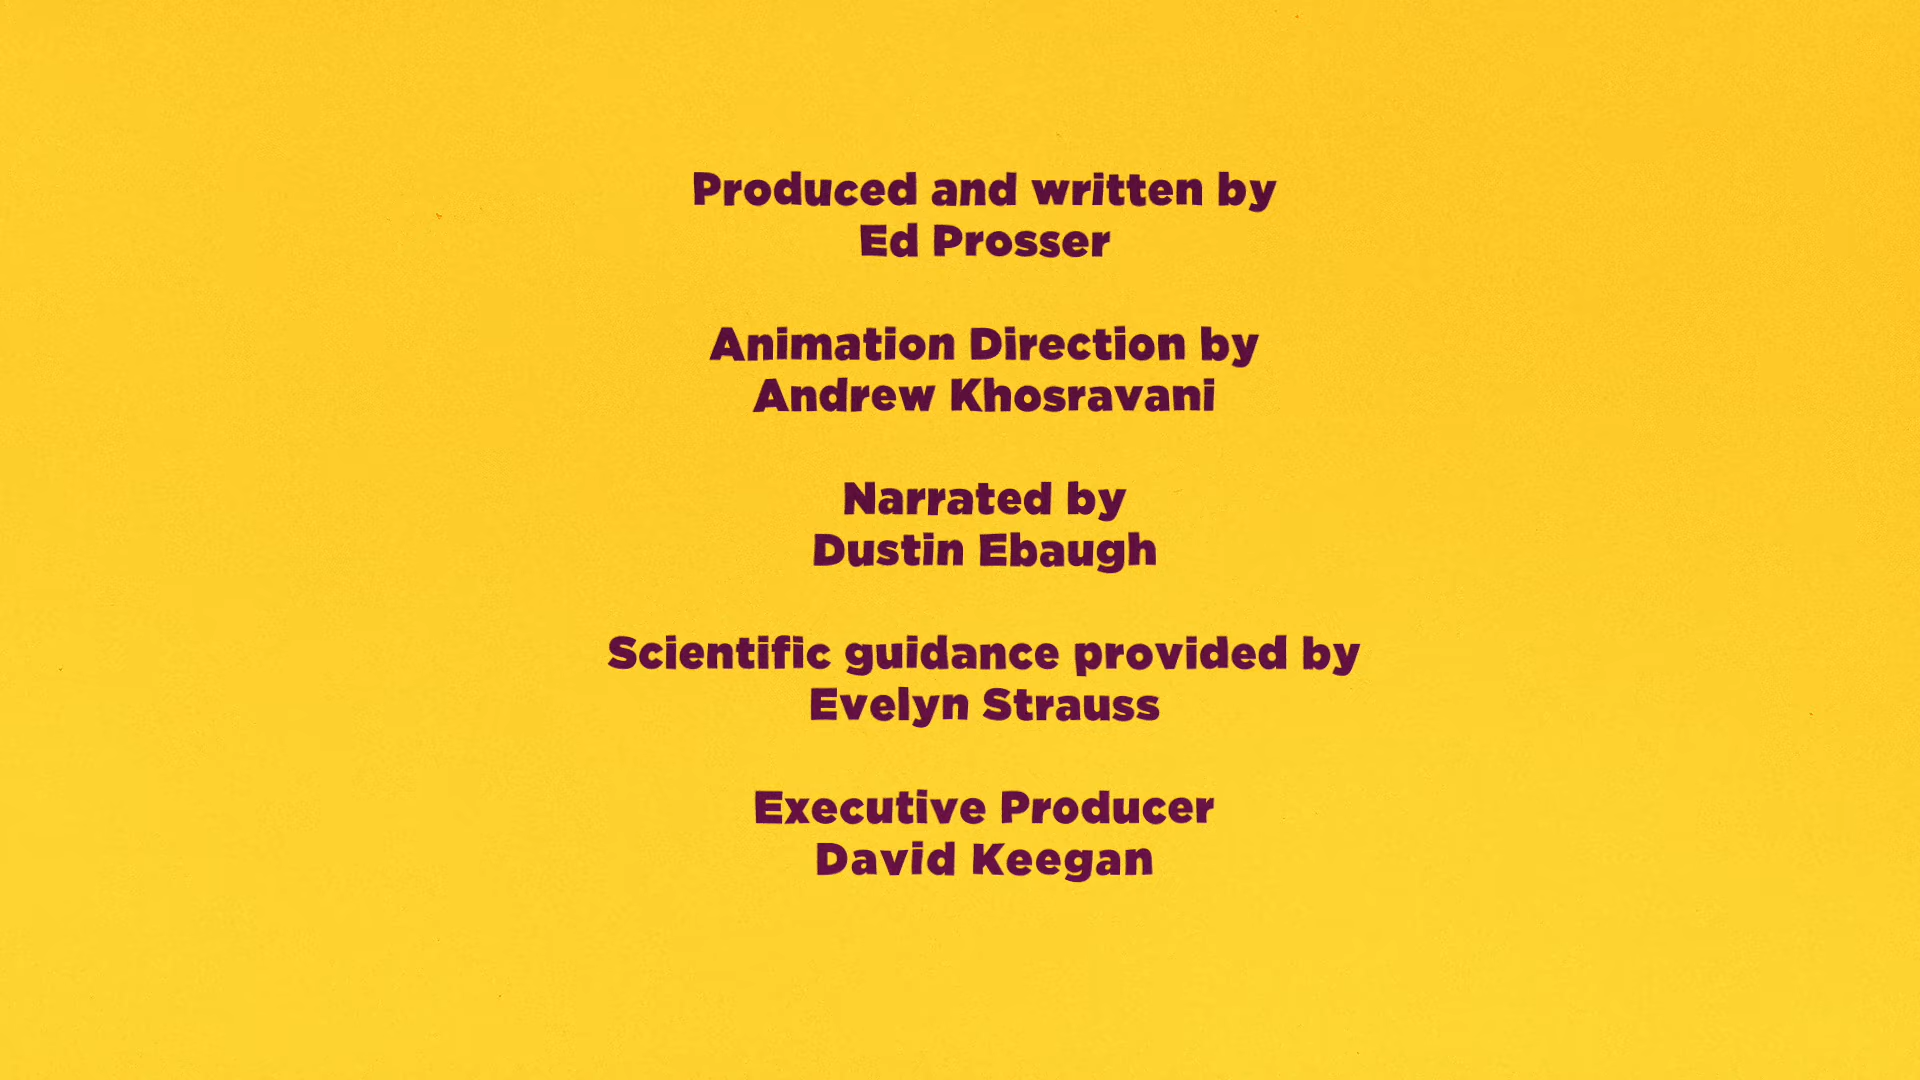 Produced and written by
Ed Prosser
Animation Direction by
Andrew Khosravani
Narrated by
Dustin Ebaugh
Scientific guidance provided by
Evelyn Strauss
Executive Producer
David Keegan